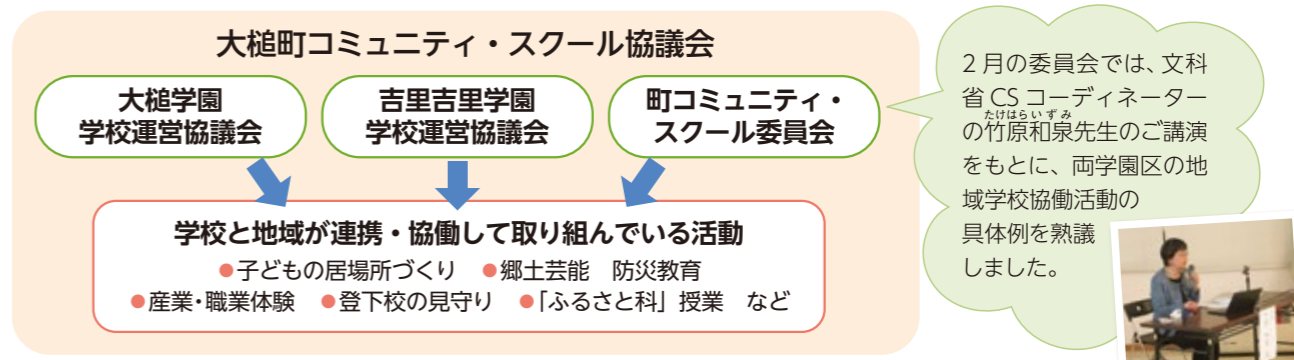 大槌町コミュニティ・スクール協議会
大槌学園
学校運営協議会
吉里吉里学園
学校運営協議会
町コミュニティ・
スクール委員会
学校と地域が連携・協働して取り組んでいる活動
●子どもの居場所づくり ●郷土芸能 防災教育
●産業・職業体験 ●登下校の見守り ●「ふるさと科」授業 など
2月の委員会では、文科
省CSコーディネーター
たけはらいずみ
の竹原和泉先生のご講演
をもとに、両学園区の地
域学校協働活動の
具体例を熟議
しました。